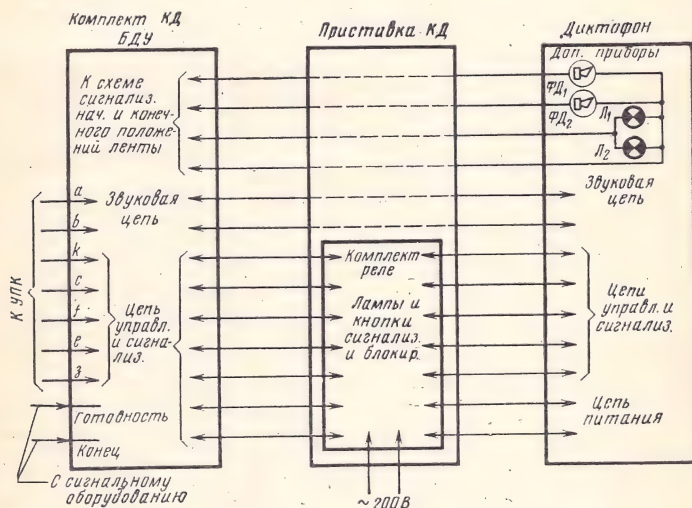 Комплект КД
БДУ
К схеме
сигнализ.
нач. и конеч-
ного положе-
ний ленты
Звуковая
цепь
К УПК
a
b
k
c
f
e
з
Цепь
управл.
и сигна-
лиз.
готовность
Конец
С сигнальному
оборудованию
Приставка КД
Комплект
реле
Лампы и
кнопки
сигнализ.
и блокир.
~200В
Диктафон
Доп. приборы
ФД1
ФД2
Л1
Л2
Звуковая
цепь
Цепи
управл. и
сигнализ.
Цепь
питания